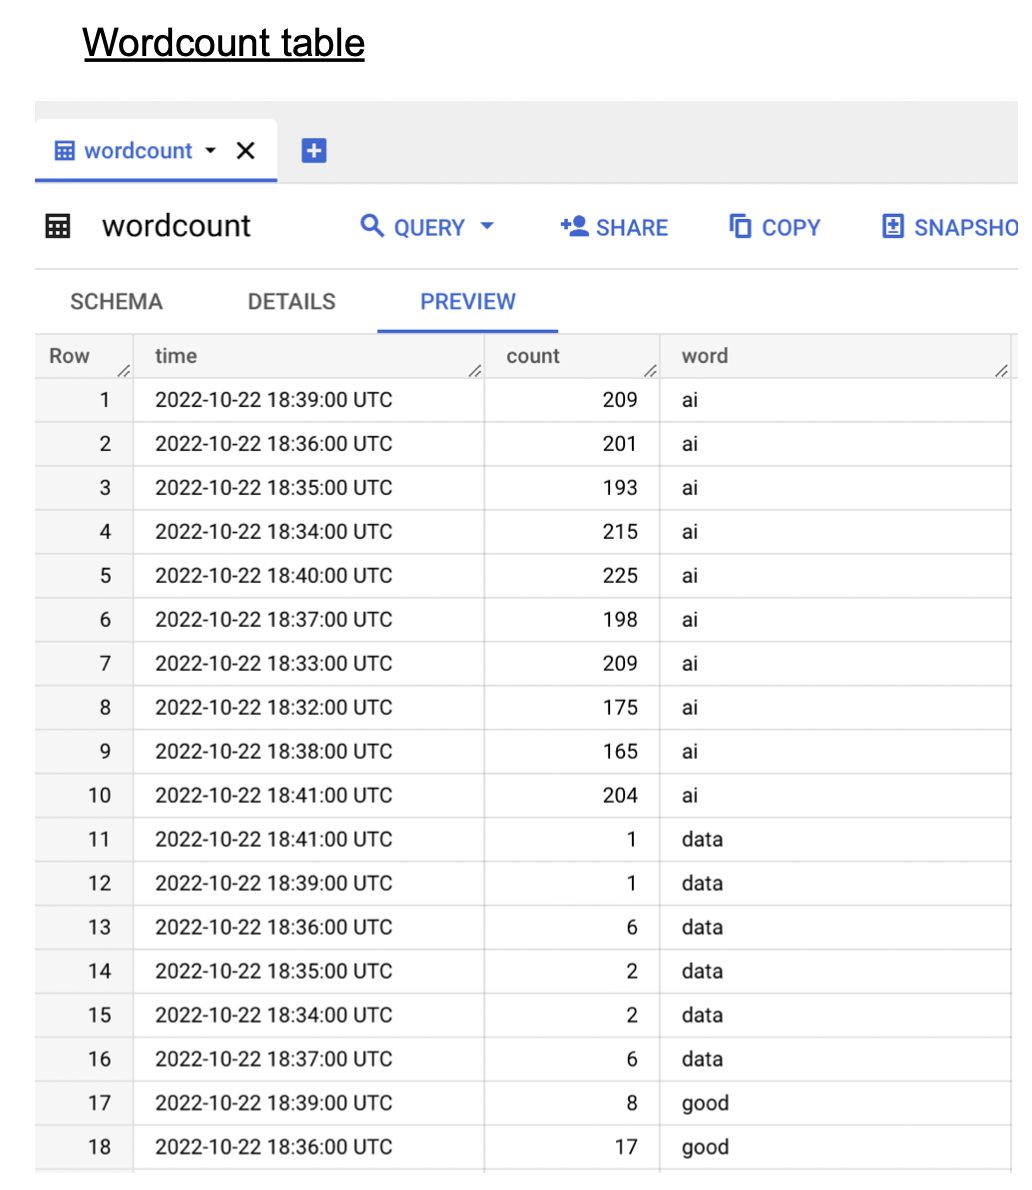 Wordcount table
wordcount
wordcount QUERY SHARE COPY SNAPSHO
SCHEMA DETAILS PREVIEW
Row time count word
1 2022-10-22 18:39:00 UTC 209 ai
2 2022-10-22 18:36:00 UTC 201 ai
3 2022-10-22 18:35:00 UTC 193 ai
4 2022-10-22 18:34:00 UTC 215 ai
5 2022-10-22 18:40:00 UTC 225 ai
6 2022-10-22 18:37:00 UTC 198 ai
7 2022-10-22 18:33:00 UTC 209 ai
8 2022-10-22 18:32:00 UTC 175 ai
9 2022-10-22 18:38:00 UTC 165 ai
10 2022-10-22 18:41:00 UTC 204 ai
11 2022-10-22 18:41:00 UTC 1 data
12 2022-10-22 18:39:00 UTC 1 data
13 2022-10-22 18:36:00 UTC 6 data
14 2022-10-22 18:35:00 UTC 2 data
15 2022-10-22 18:34:00 UTC 2 data
16 2022-10-22 18:37:00 UTC 6 data
17 2022-10-22 18:39:00 UTC 8 good
18 2022-10-22 18:36:00 UTC 17 good